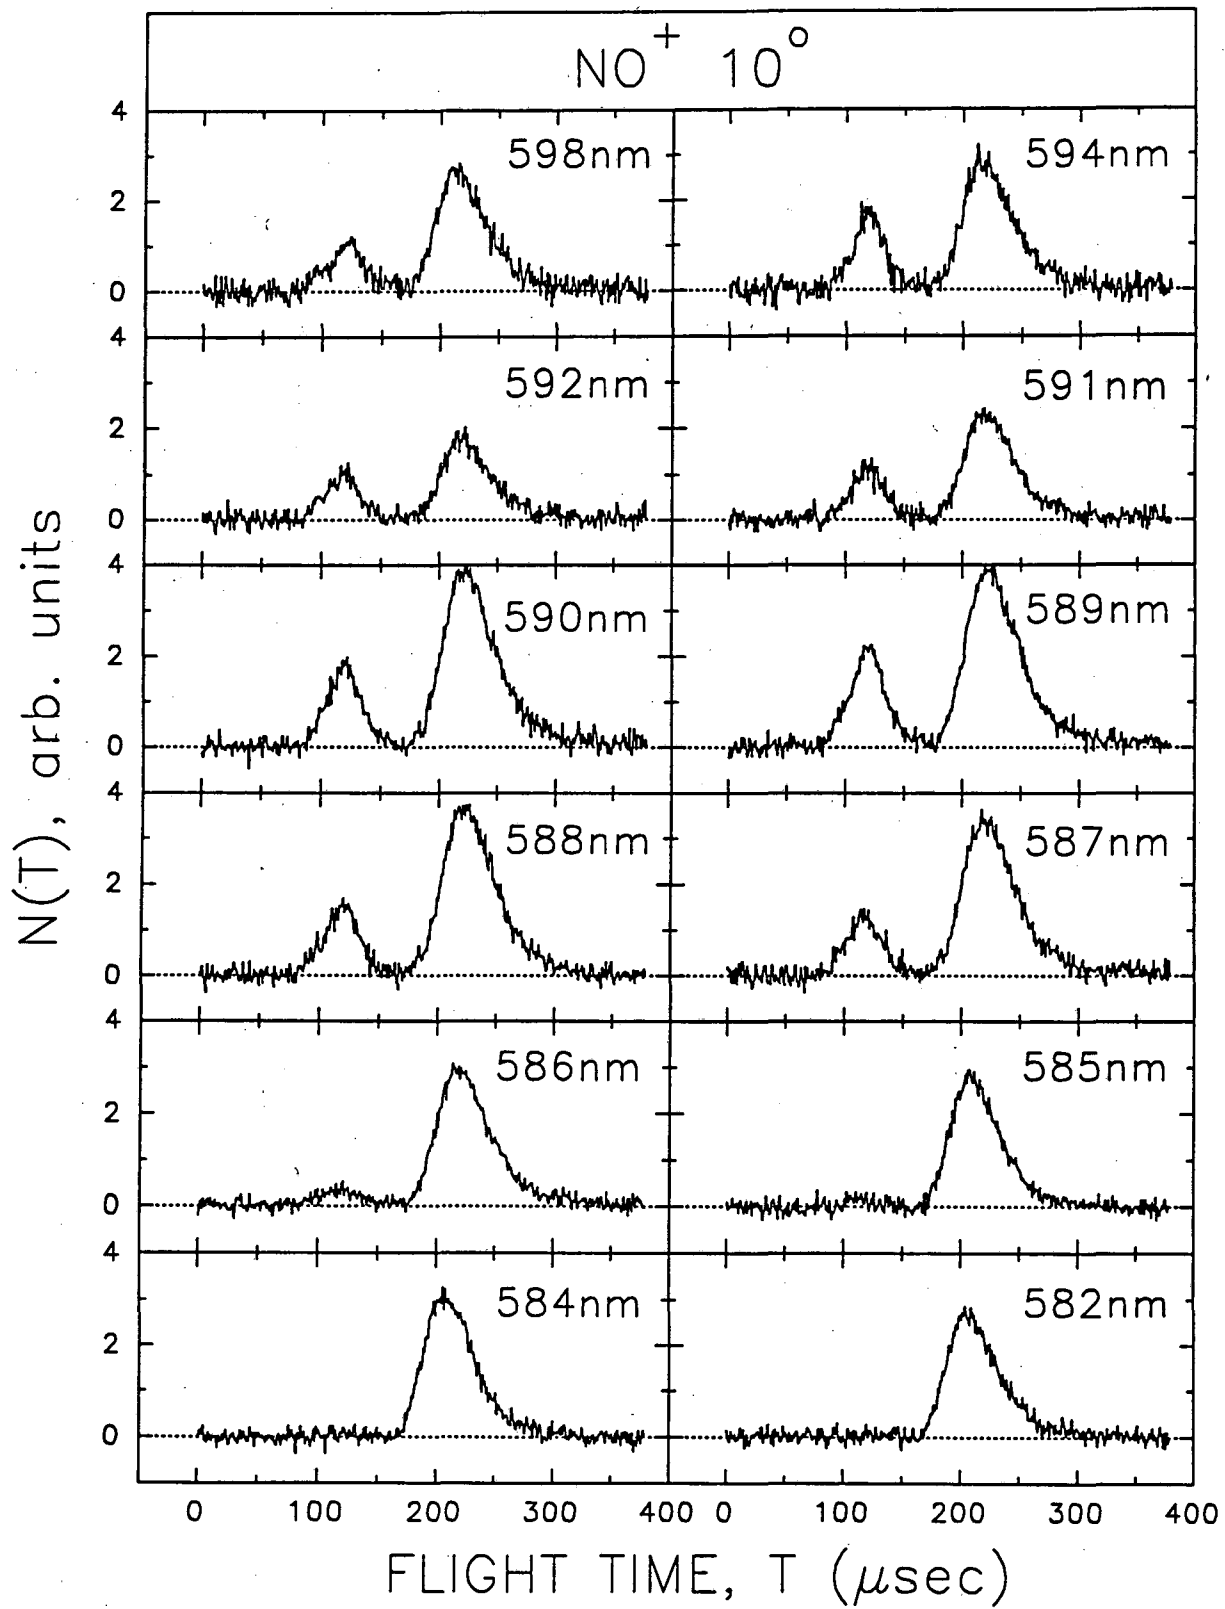 NO⁺ 10°
4 598nm 594nm
2
0
4 592nm 591nm
2
0
4 590nm 589nm
2
0
4 588nm 587nm
2
0
4 586nm 585nm
2
0
4 584nm 582nm
2
0
0 100 200 300 400 0 100 200 300 400
N(T), arb. units
FLIGHT TIME, T (μsec)